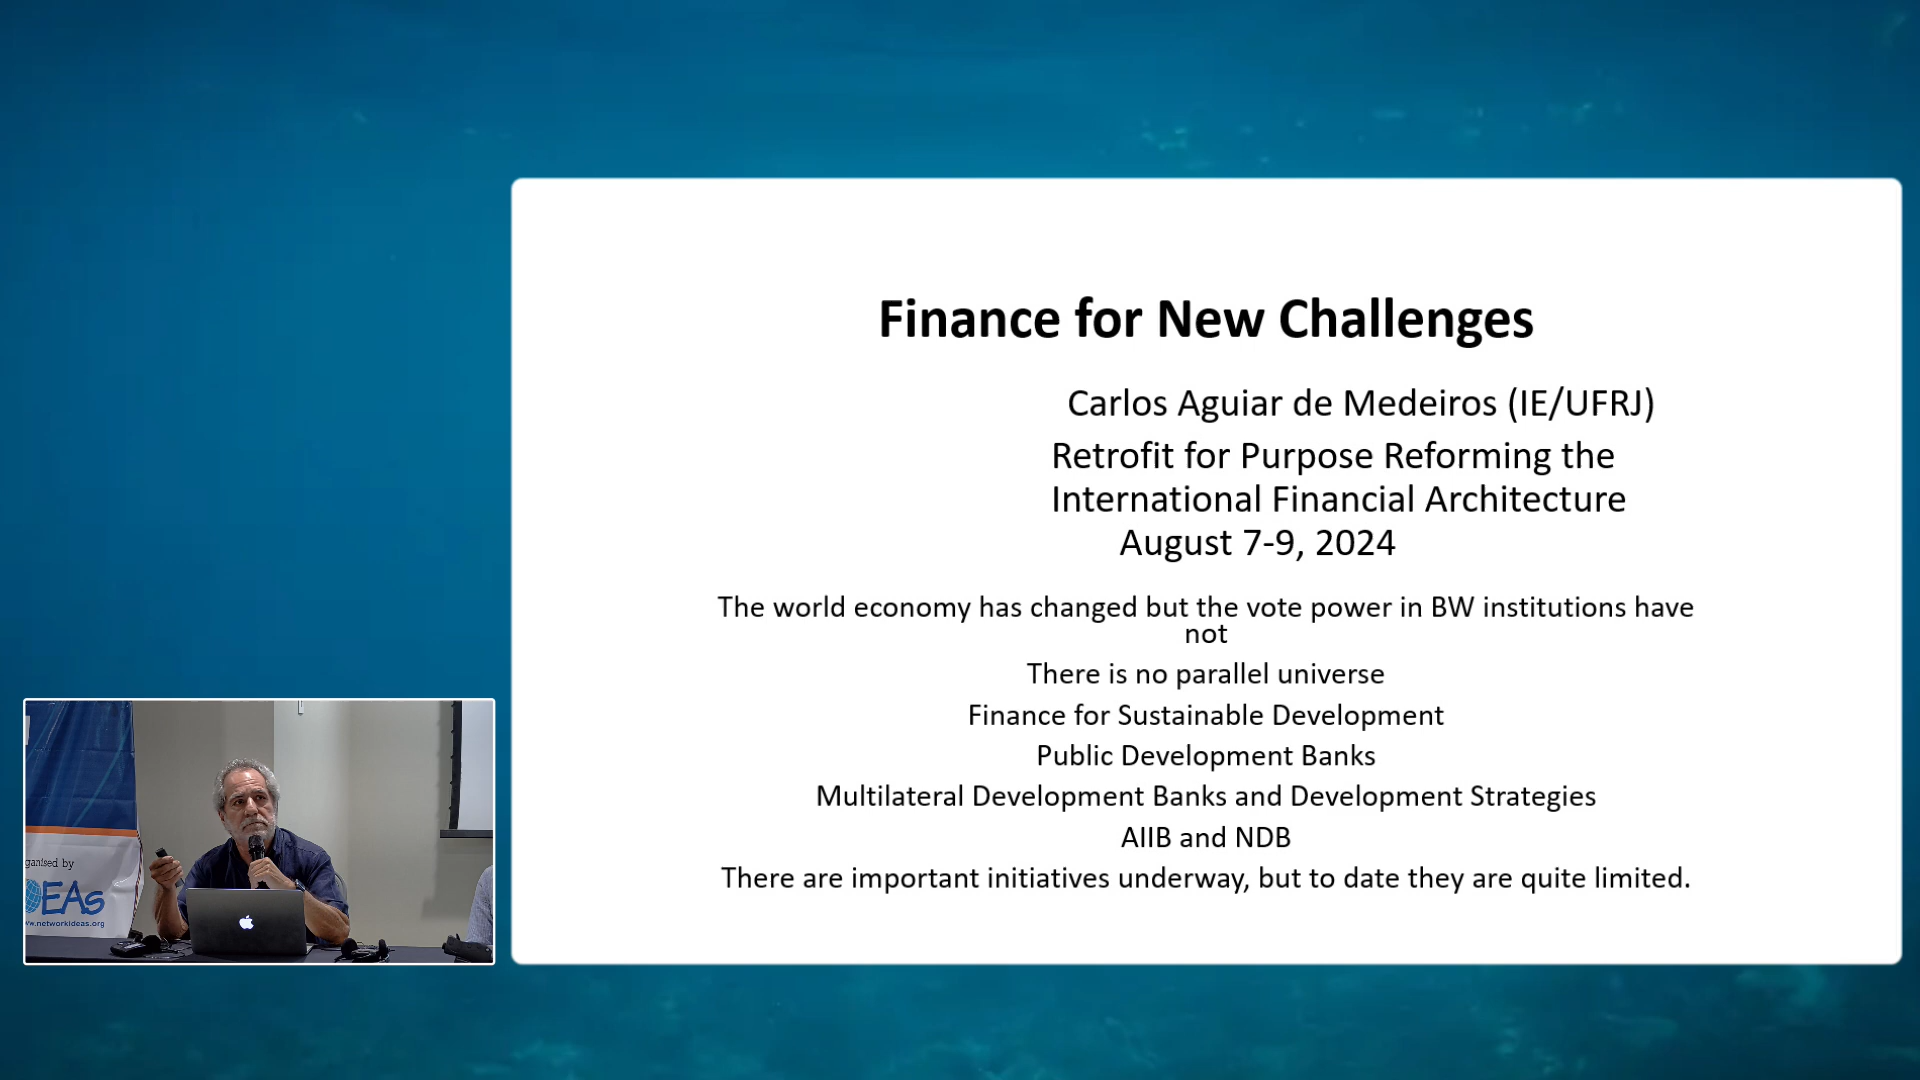 Finance for New Challenges
Carlos Aguiar de Medeiros (IE/UFRJ)
Retrofit for Purpose Reforming the
International Financial Architecture
August 7-9, 2024
The world economy has changed but the vote power in BW institutions have
not
There is no parallel universe
Finance for Sustainable Development
Public Development Banks
Multilateral Development Banks and Development Strategies
AIIB and NDB
There are important initiatives underway, but to date they are quite limited.
ganised by
EAs
w.networkideas.org